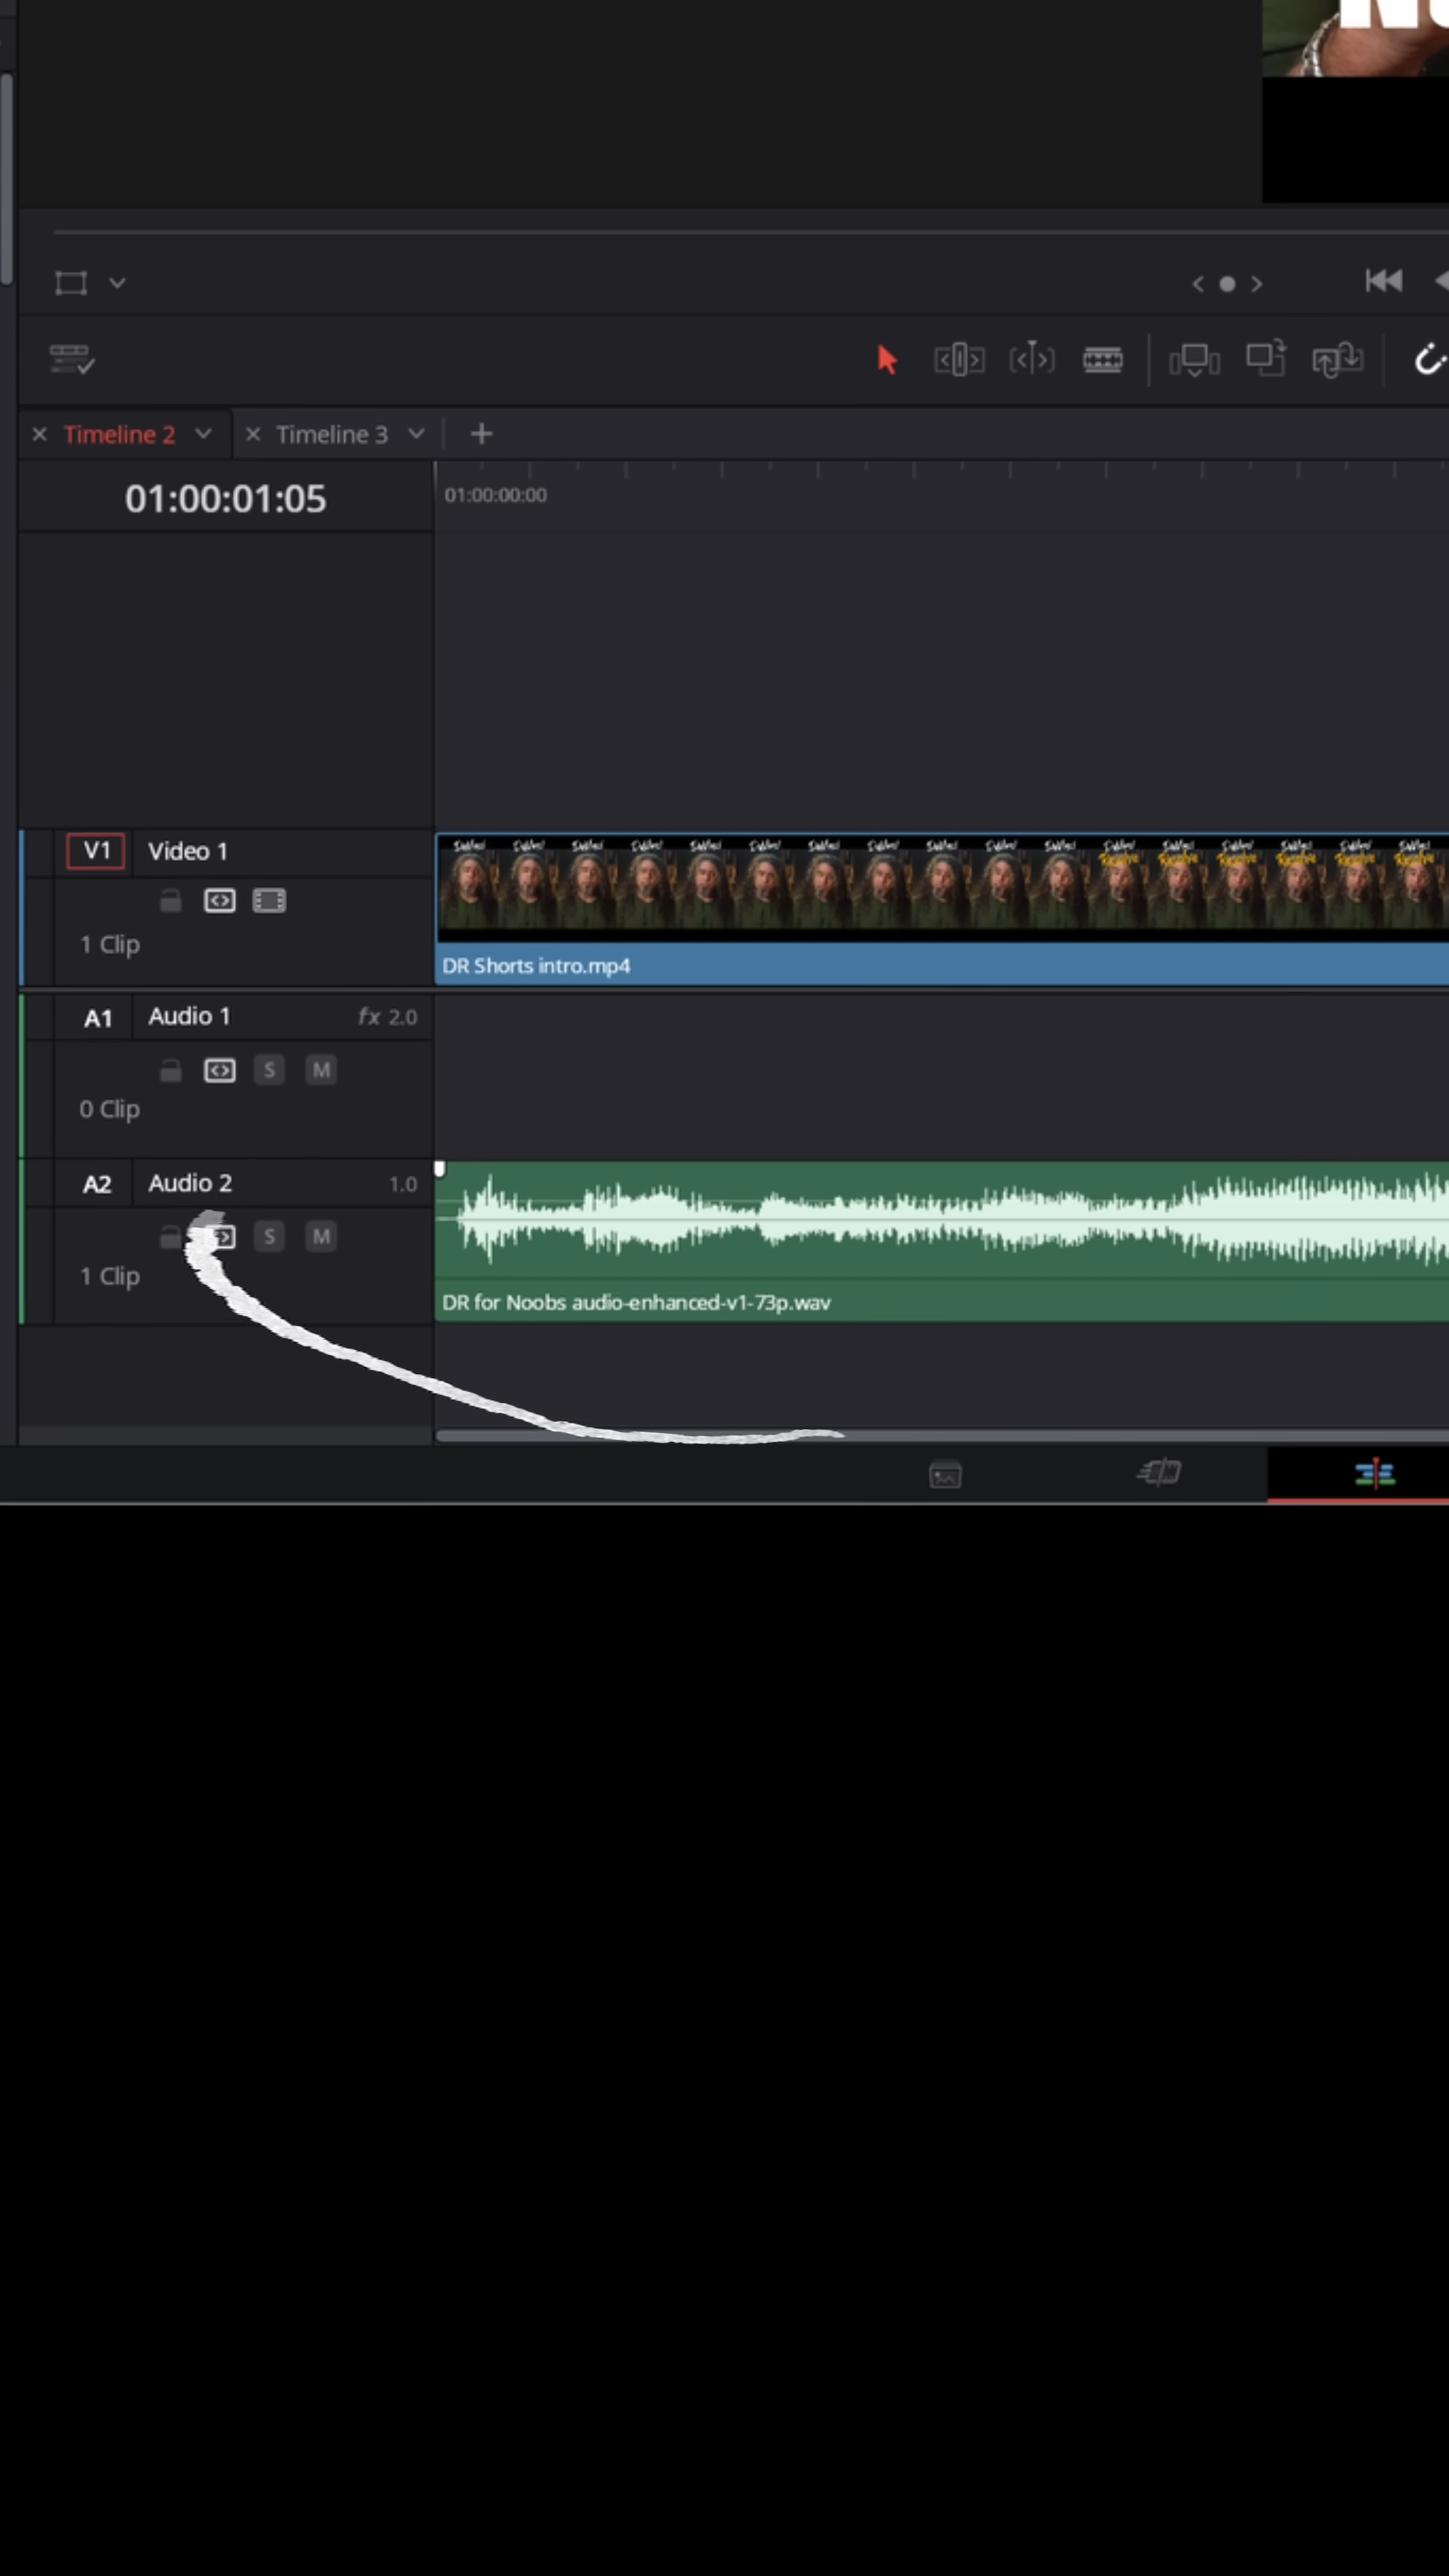 Timeline 2
Timeline 3
01:00:01:05
01:00:00:00
V1
Video 1
1 Clip
DR Shorts intro.mp4
A1
Audio 1
fx 2.0
S
M
0 Clip
A2
Audio 2
1.0
S
M
1 Clip
DR for Noobs audio-enhanced-v1-73p.wav